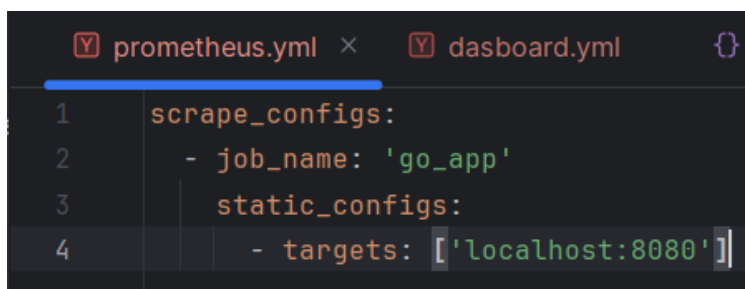 prometheus.yml × dasboard.yml {}
1 scrape_configs:
2 - job_name: 'go_app'
3 static_configs:
4 - targets: ['localhost:8080']